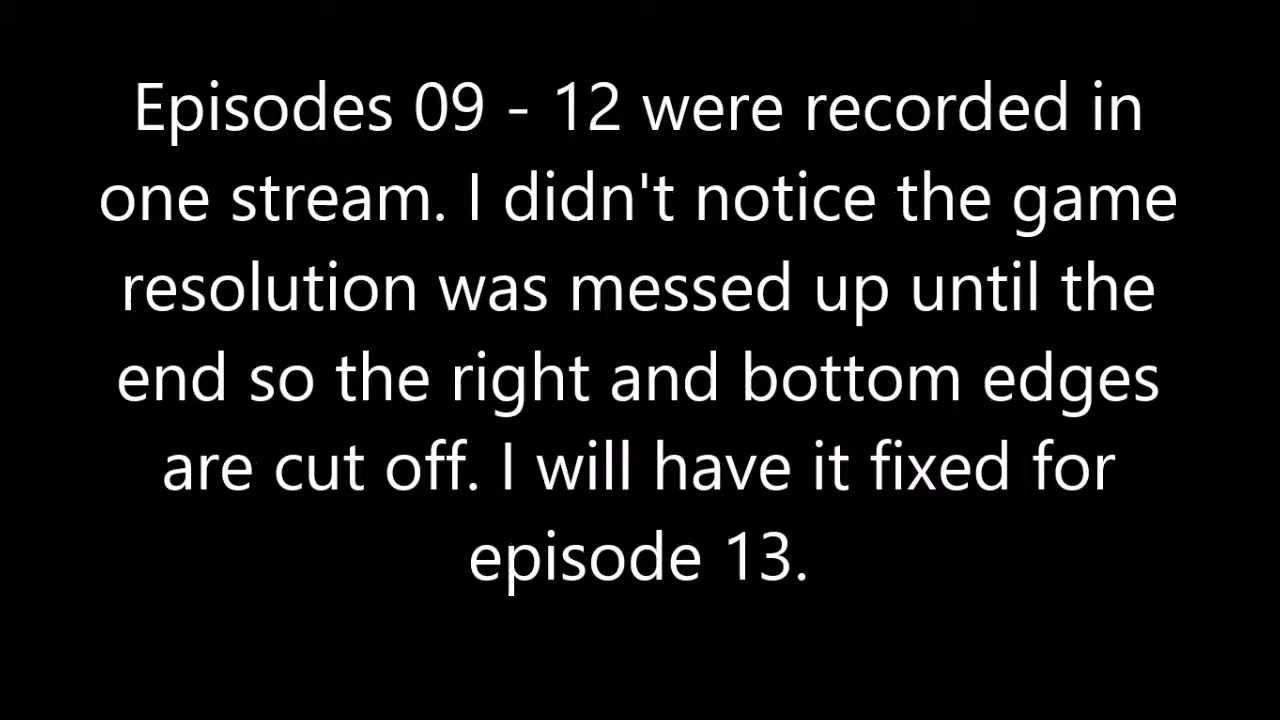 Episodes 09 - 12 were recorded in
one stream. I didn't notice the game
resolution was messed up until the
end so the right and bottom edges
are cut off. I will have it fixed for
episode 13.